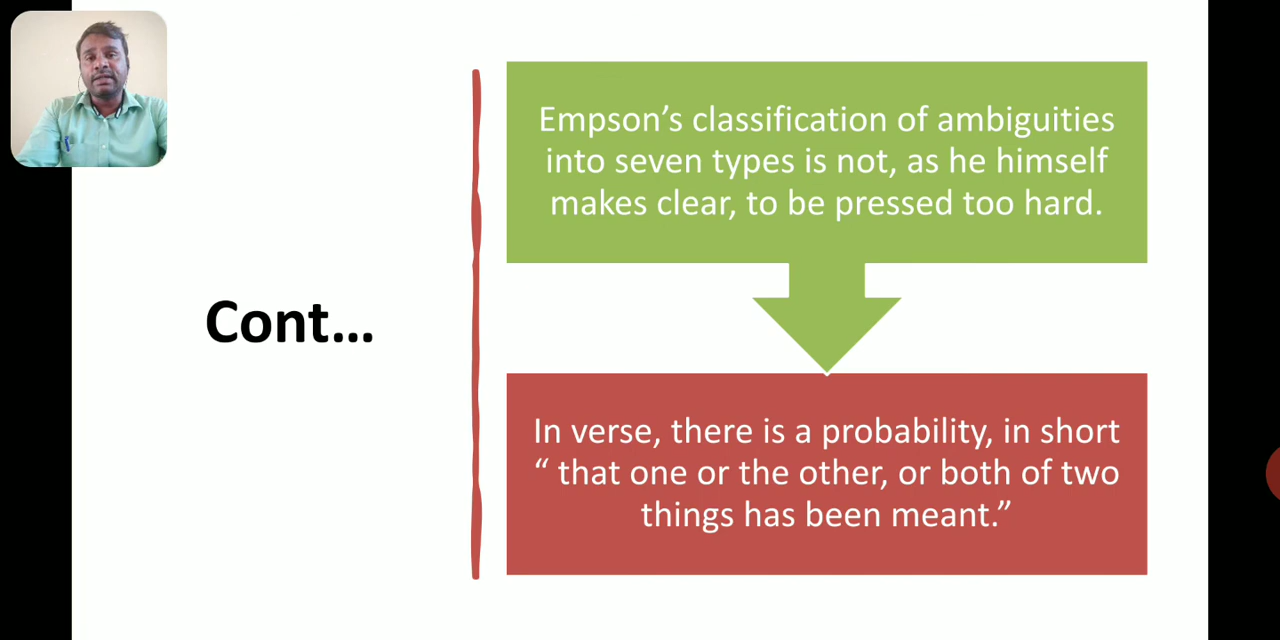 Cont...
Empson's classification of ambiguities
into seven types is not, as he himself
makes clear, to be pressed too hard.
In verse, there is a probability, in short
“ that one or the other, or both of two
things has been meant.”